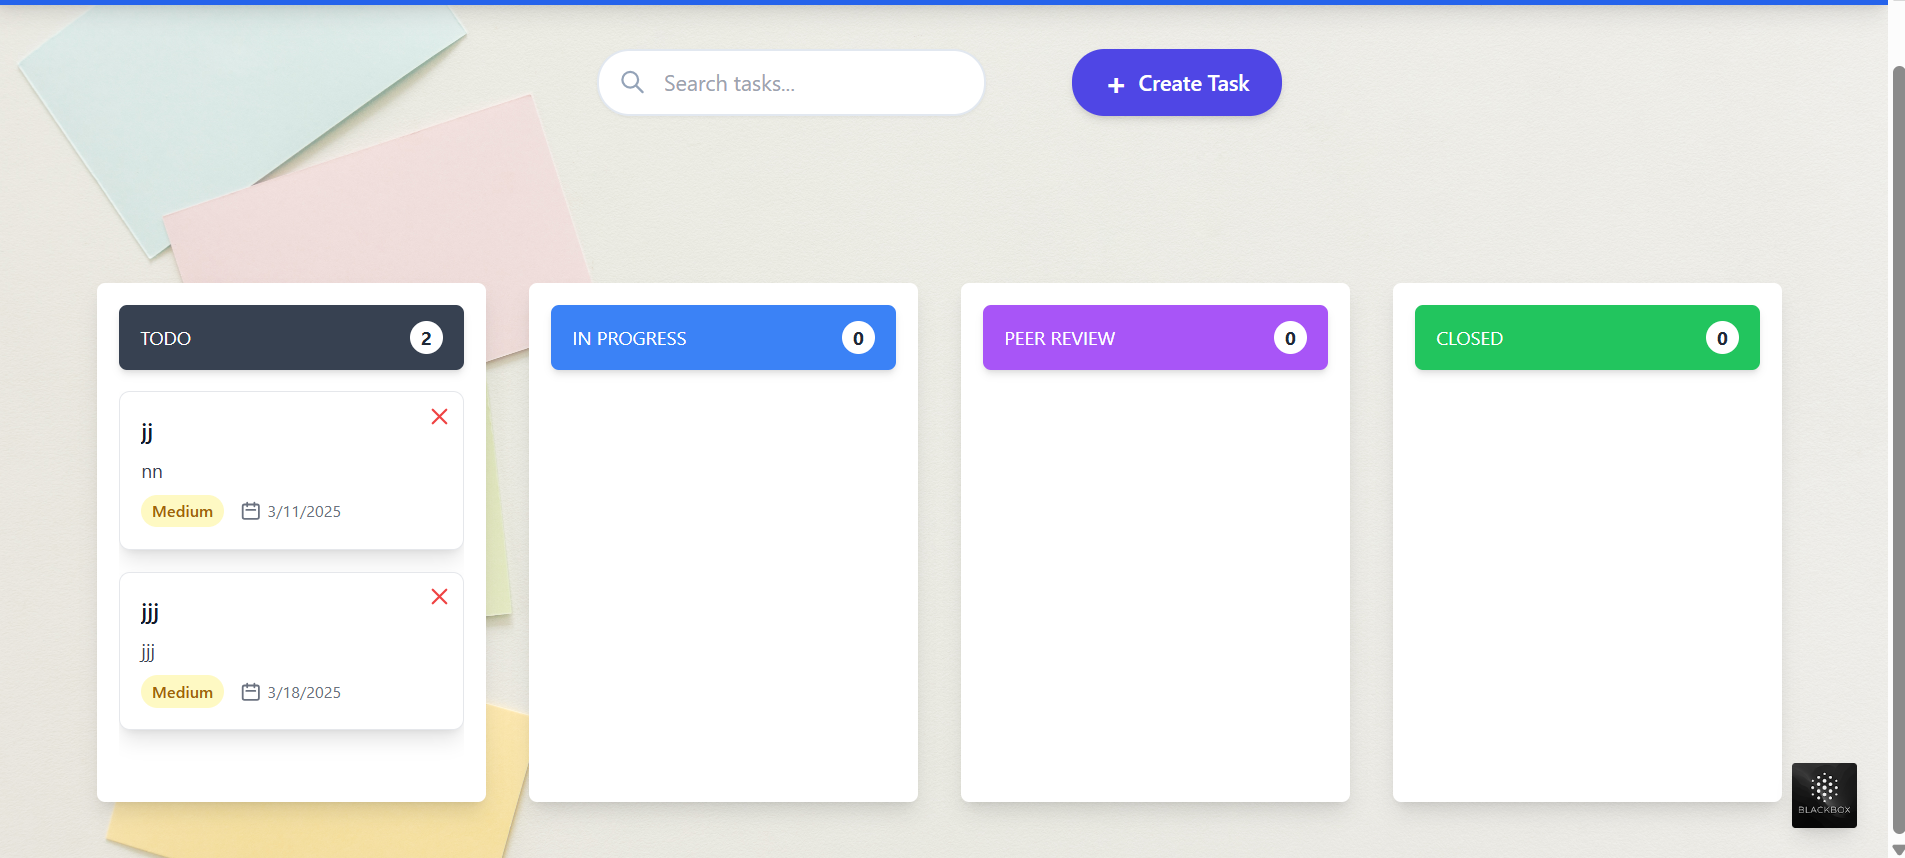 Search tasks...
+ Create Task
TODO 2
IN PROGRESS 0
PEER REVIEW 0
CLOSED 0
jj
nn
Medium 3/11/2025
jjj
jjj
Medium 3/18/2025
BLACKBOX